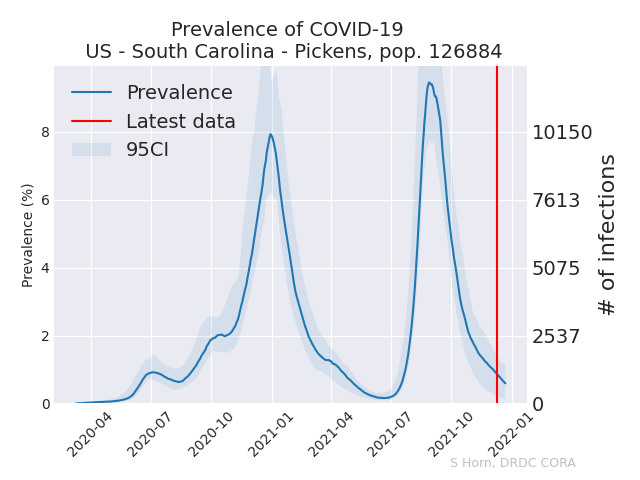 Prevalence of COVID-19
US - South Carolina - Pickens, pop. 126884
Prevalence
Latest data
95CI
Prevalence (%)
8
6
4
2
0
10150
7613
5075
2537
0
# of infections
2020-04
2020-07
2020-10
2021-01
2021-04
2021-07
2021-10
2022-01
S Horn, DRDC CORA